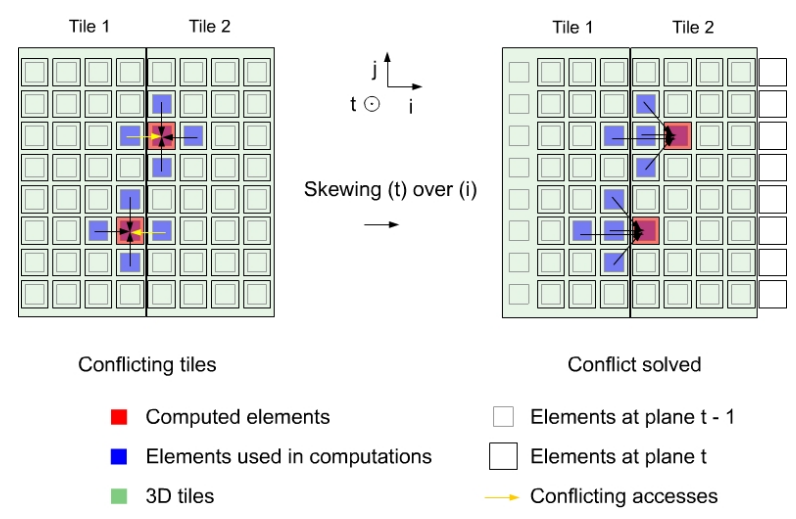 Tile 1 Tile 2
Tile 1 Tile 2
j
t
i
Skewing (t) over (i)
Conflicting tiles
Conflict solved
Computed elements
Elements used in computations
3D tiles
Elements at plane t - 1
Elements at plane t
Conflicting accesses